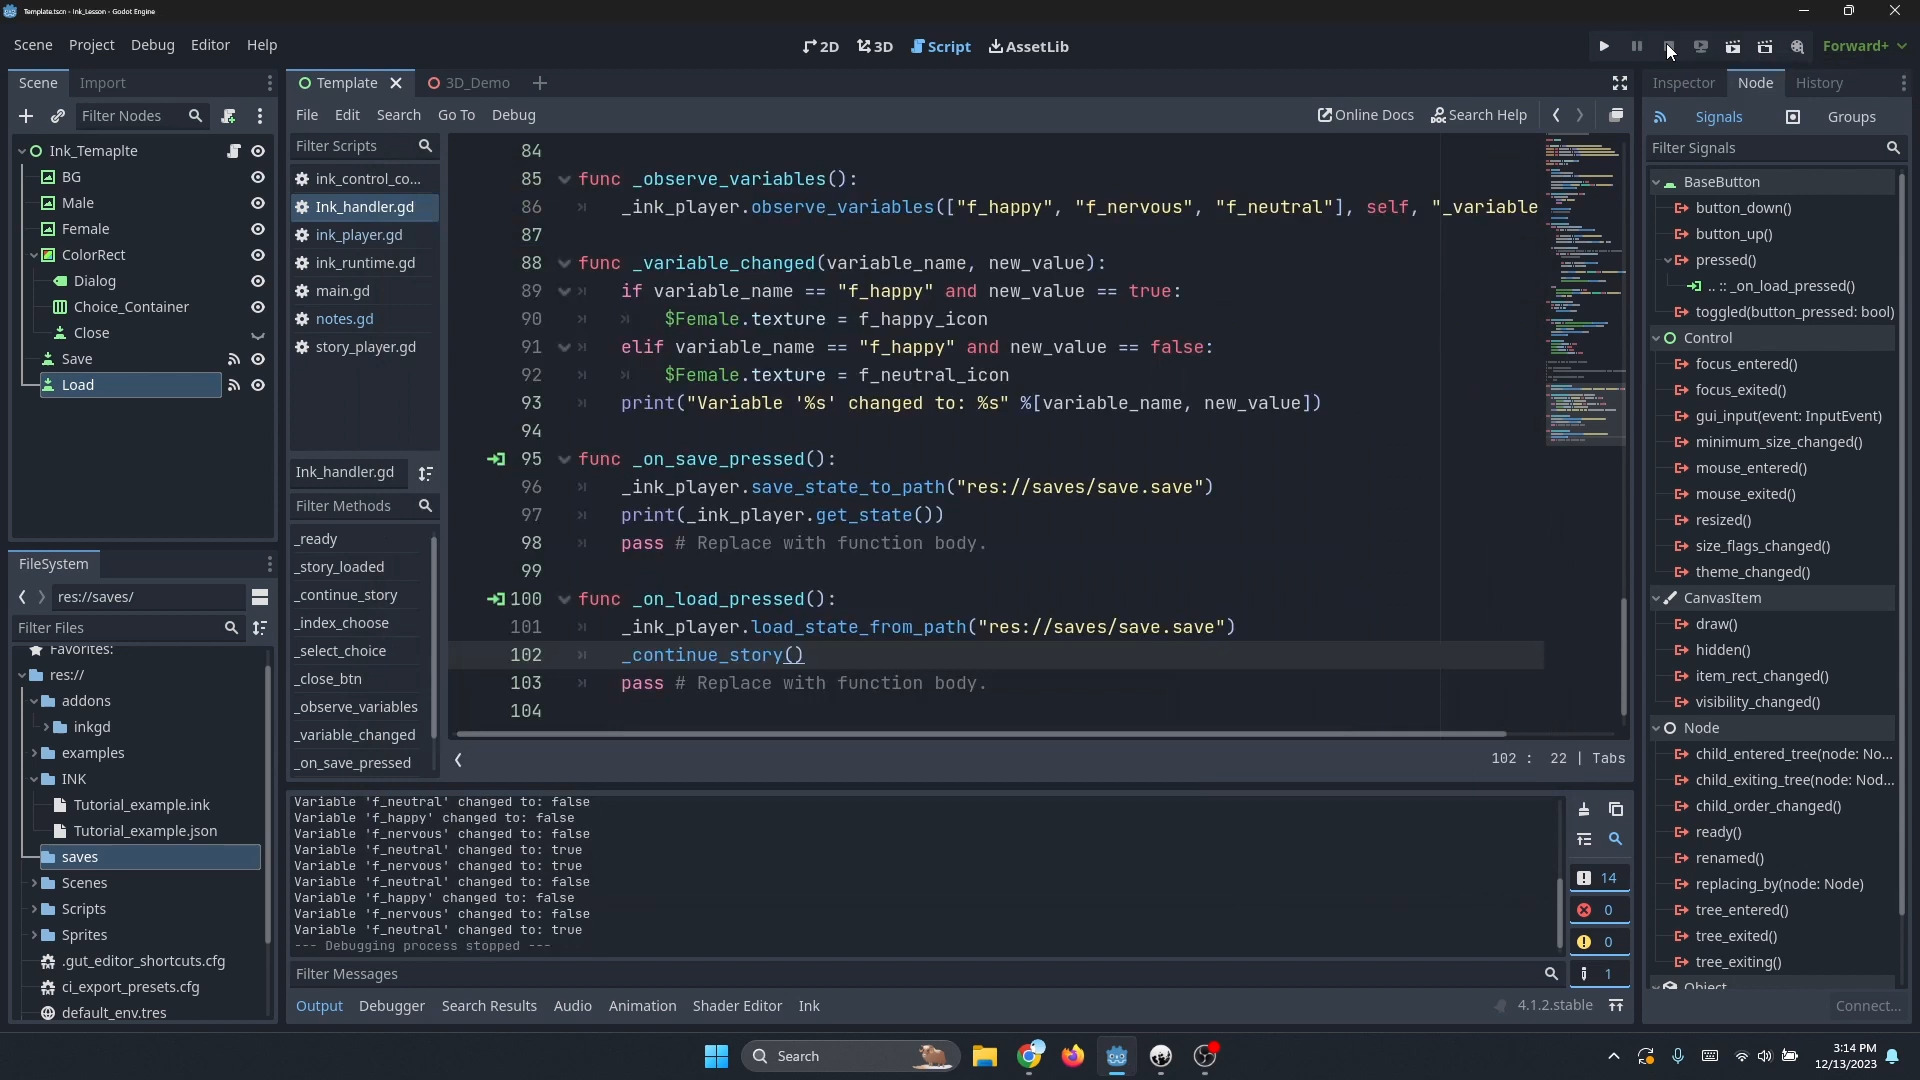 Template.tscn - Ink_Lesson - Godot Engine
Scene Project Debug Editor Help
2D 3D Script AssetLib
Forward+
Scene Import
Template 3D_Demo
Inspector Node History
Filter Nodes
File Edit Search Go To Debug
Online Docs Search Help
Signals Groups
Filter Signals
Ink_Temaplte
BG
Male
Female
ColorRect
Dialog
Choice_Container
Close
Save
Load
Filter Scripts
ink_control_co...
Ink_handler.gd
ink_player.gd
ink_runtime.gd
main.gd
notes.gd
story_player.gd
Ink_handler.gd
Filter Methods
_ready
_story_loaded
_continue_story
_index_choose
_select_choice
_close_btn
_observe_variables
_variable_changed
_on_save_pressed
84
85 func _observe_variables():
86 _ink_player.observe_variables(["f_happy", "f_nervous", "f_neutral"], self, "_variable
87
88 func _variable_changed(variable_name, new_value):
89 if variable_name == "f_happy" and new_value == true:
90 $Female.texture = f_happy_icon
91 elif variable_name == "f_happy" and new_value == false:
92 $Female.texture = f_neutral_icon
93 print("Variable '%s' changed to: %s" %[variable_name, new_value])
94
95 func _on_save_pressed():
96 _ink_player.save_state_to_path("res://saves/save.save")
97 print(_ink_player.get_state())
98 pass # Replace with function body.
99
100 func _on_load_pressed():
101 _ink_player.load_state_from_path("res://saves/save.save")
102 _continue_story()
103 pass # Replace with function body.
104
102 : 22 | Tabs
BaseButton
button_down()
button_up()
pressed()
.. :: _on_load_pressed()
toggled(button_pressed: bool)
Control
focus_entered()
focus_exited()
gui_input(event: InputEvent)
minimum_size_changed()
mouse_entered()
mouse_exited()
resized()
size_flags_changed()
theme_changed()
CanvasItem
draw()
hidden()
item_rect_changed()
visibility_changed()
Node
child_entered_tree(node: No...
child_exiting_tree(node: Nod...
child_order_changed()
ready()
renamed()
replacing_by(node: Node)
tree_entered()
tree_exited()
tree_exiting()
Object
Connect...
FileSystem
res://saves/
Filter Files
Favorites:
res://
addons
inkgd
examples
INK
Tutorial_example.ink
Tutorial_example.json
saves
Scenes
Scripts
Sprites
.gut_editor_shortcuts.cfg
ci_export_presets.cfg
default_env.tres
Variable 'f_neutral' changed to: false
Variable 'f_happy' changed to: false
Variable 'f_nervous' changed to: false
Variable 'f_neutral' changed to: true
Variable 'f_nervous' changed to: true
Variable 'f_neutral' changed to: false
Variable 'f_happy' changed to: false
Variable 'f_nervous' changed to: false
Variable 'f_neutral' changed to: true
--- Debugging process stopped ---
14
0
0
1
Filter Messages
Output Debugger Search Results Audio Animation Shader Editor Ink
4.1.2.stable
Search
3:14 PM
12/13/2023